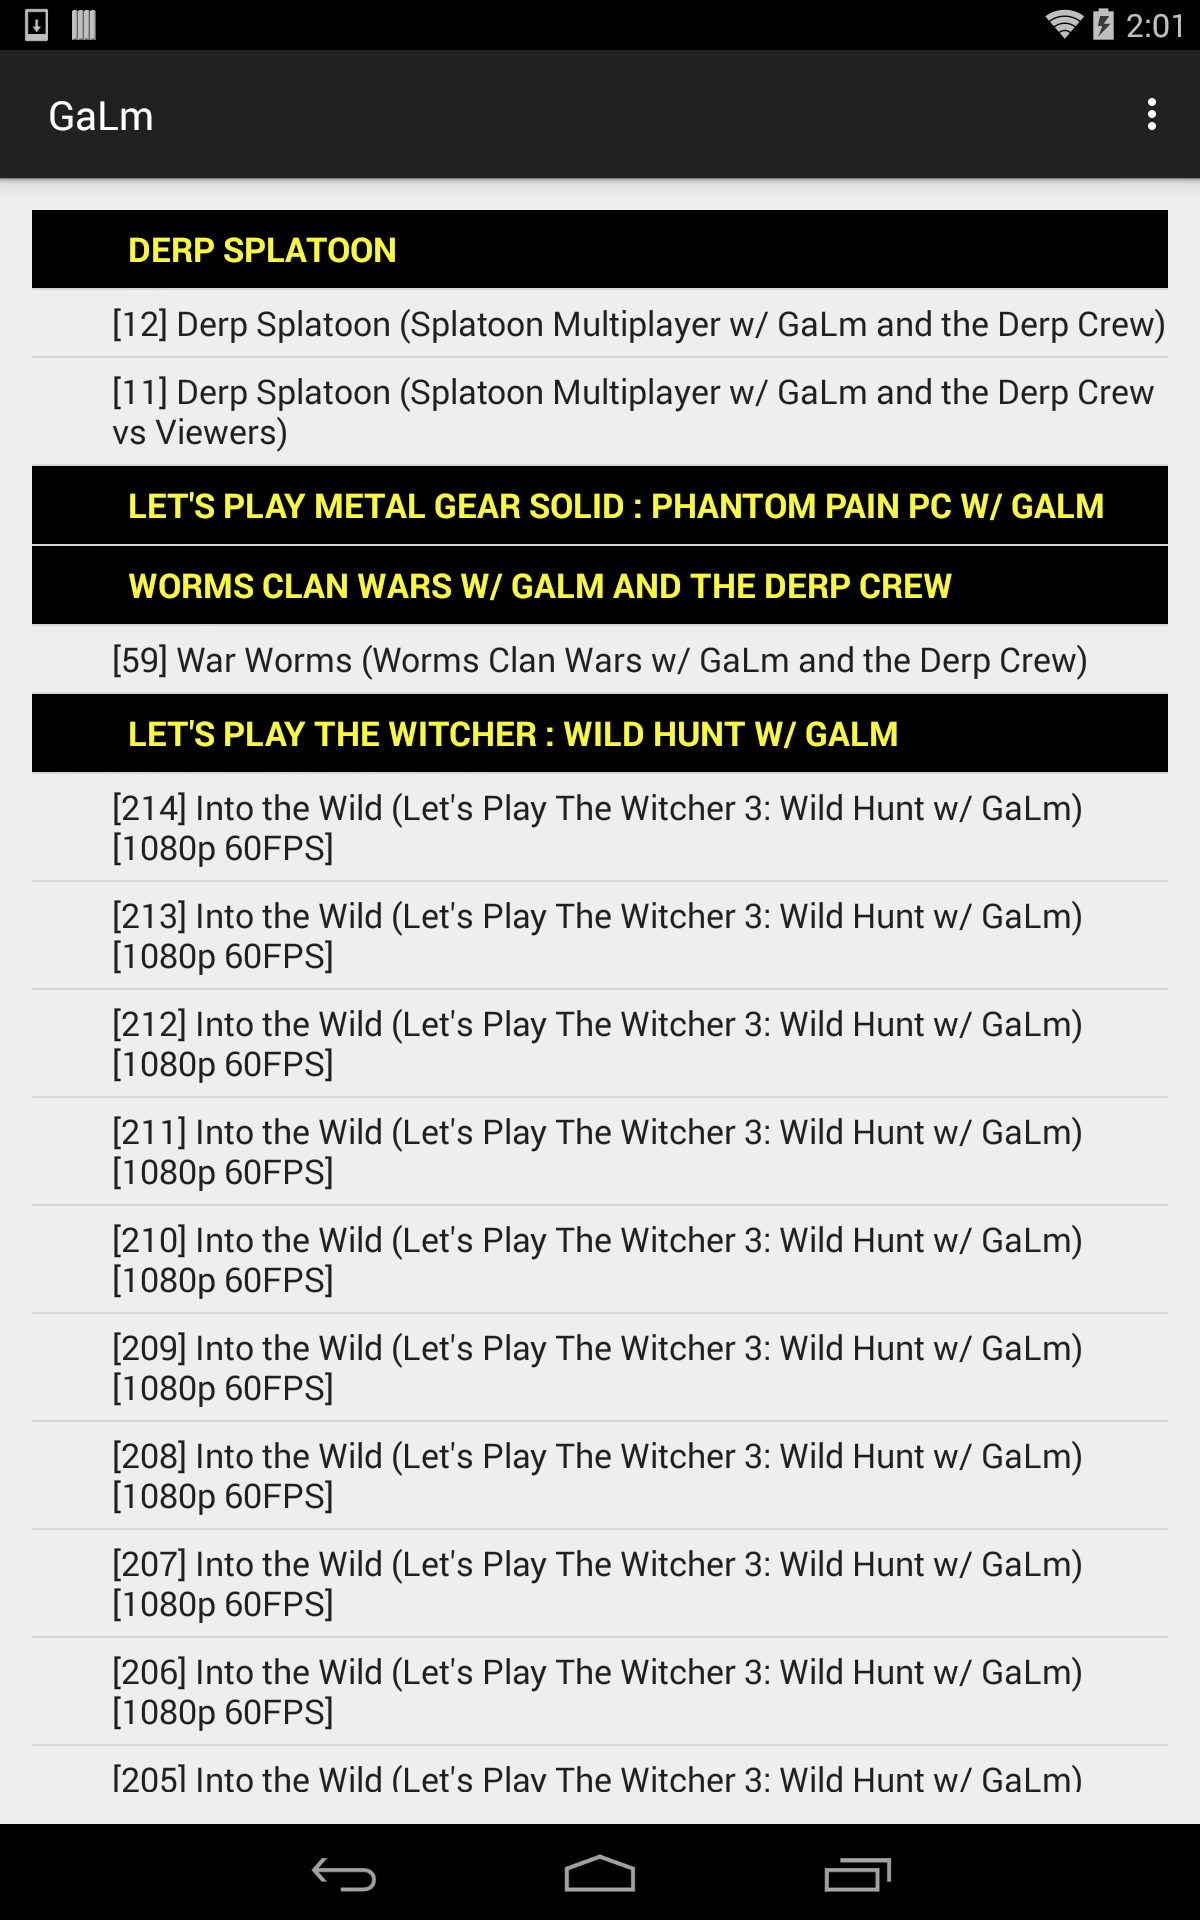 2:01
GaLm
DERP SPLATOON
[12] Derp Splatoon (Splatoon Multiplayer w/ GaLm and the Derp Crew)
[11] Derp Splatoon (Splatoon Multiplayer w/ GaLm and the Derp Crew
vs Viewers)
LET'S PLAY METAL GEAR SOLID : PHANTOM PAIN PC W/ GALM
WORMS CLAN WARS W/ GALM AND THE DERP CREW
[59] War Worms (Worms Clan Wars w/ GaLm and the Derp Crew)
LET'S PLAY THE WITCHER : WILD HUNT W/ GALM
[214] Into the Wild (Let's Play The Witcher 3: Wild Hunt w/ GaLm)
[1080p 60FPS]
[213] Into the Wild (Let's Play The Witcher 3: Wild Hunt w/ GaLm)
[1080p 60FPS]
[212] Into the Wild (Let's Play The Witcher 3: Wild Hunt w/ GaLm)
[1080p 60FPS]
[211] Into the Wild (Let's Play The Witcher 3: Wild Hunt w/ GaLm)
[1080p 60FPS]
[210] Into the Wild (Let's Play The Witcher 3: Wild Hunt w/ GaLm)
[1080p 60FPS]
[209] Into the Wild (Let's Play The Witcher 3: Wild Hunt w/ GaLm)
[1080p 60FPS]
[208] Into the Wild (Let's Play The Witcher 3: Wild Hunt w/ GaLm)
[1080p 60FPS]
[207] Into the Wild (Let's Play The Witcher 3: Wild Hunt w/ GaLm)
[1080p 60FPS]
[206] Into the Wild (Let's Play The Witcher 3: Wild Hunt w/ GaLm)
[1080p 60FPS]
[205] Into the Wild (Let's Play The Witcher 3: Wild Hunt w/ GaLm)